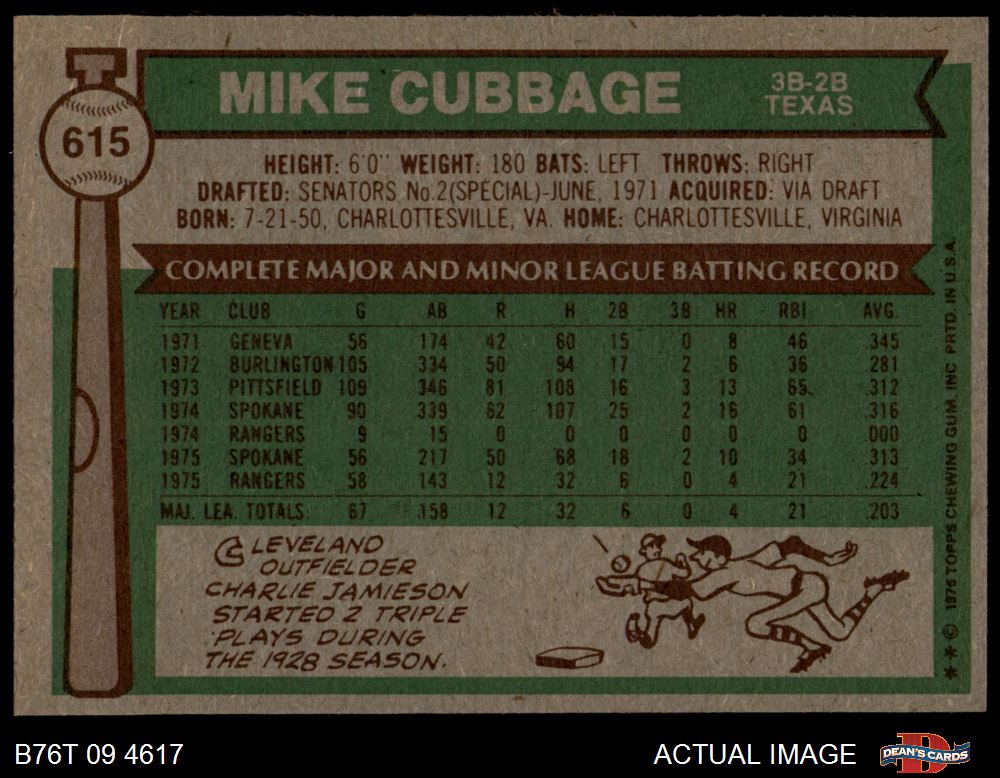 MIKE CUBBAGE
3B-2B
TEXAS
615
HEIGHT: 6'0" WEIGHT: 180 BATS: LEFT THROWS: RIGHT
DRAFTED: SENATORS No.2(SPECIAL)-JUNE, 1971 ACQUIRED: VIA DRAFT
BORN: 7-21-50, CHARLOTTESVILLE, VA. HOME: CHARLOTTESVILLE, VIRGINIA
COMPLETE MAJOR AND MINOR LEAGUE BATTING RECORD
YEAR CLUB G AB R H 2B 3B HR RBI AVG.
1971 GENEVA 56 174 42 60 15 0 8 46 .345
1972 BURLINGTON 105 334 50 94 17 2 6 36 .281
1973 PITTSFIELD 109 346 81 108 16 3 13 65 .312
1974 SPOKANE 90 339 62 107 25 2 16 61 .316
1974 RANGERS 9 15 0 0 0 0 0 0 .000
1975 SPOKANE 56 217 50 68 18 2 10 34 .313
1975 RANGERS 58 143 12 32 6 0 4 21 .224
MAJ. LEA. TOTALS: 67 158 12 32 6 0 4 21 .203
CLEVELAND
OUTFIELDER
CHARLIE JAMIESON
STARTED 2 TRIPLE
PLAYS DURING
THE 1928 SEASON.
**© 1976 TOPPS CHEWING GUM, INC PRTD. IN U.S.A.
B76T 09 4617
ACTUAL IMAGE
D
DEAN'S CARDS